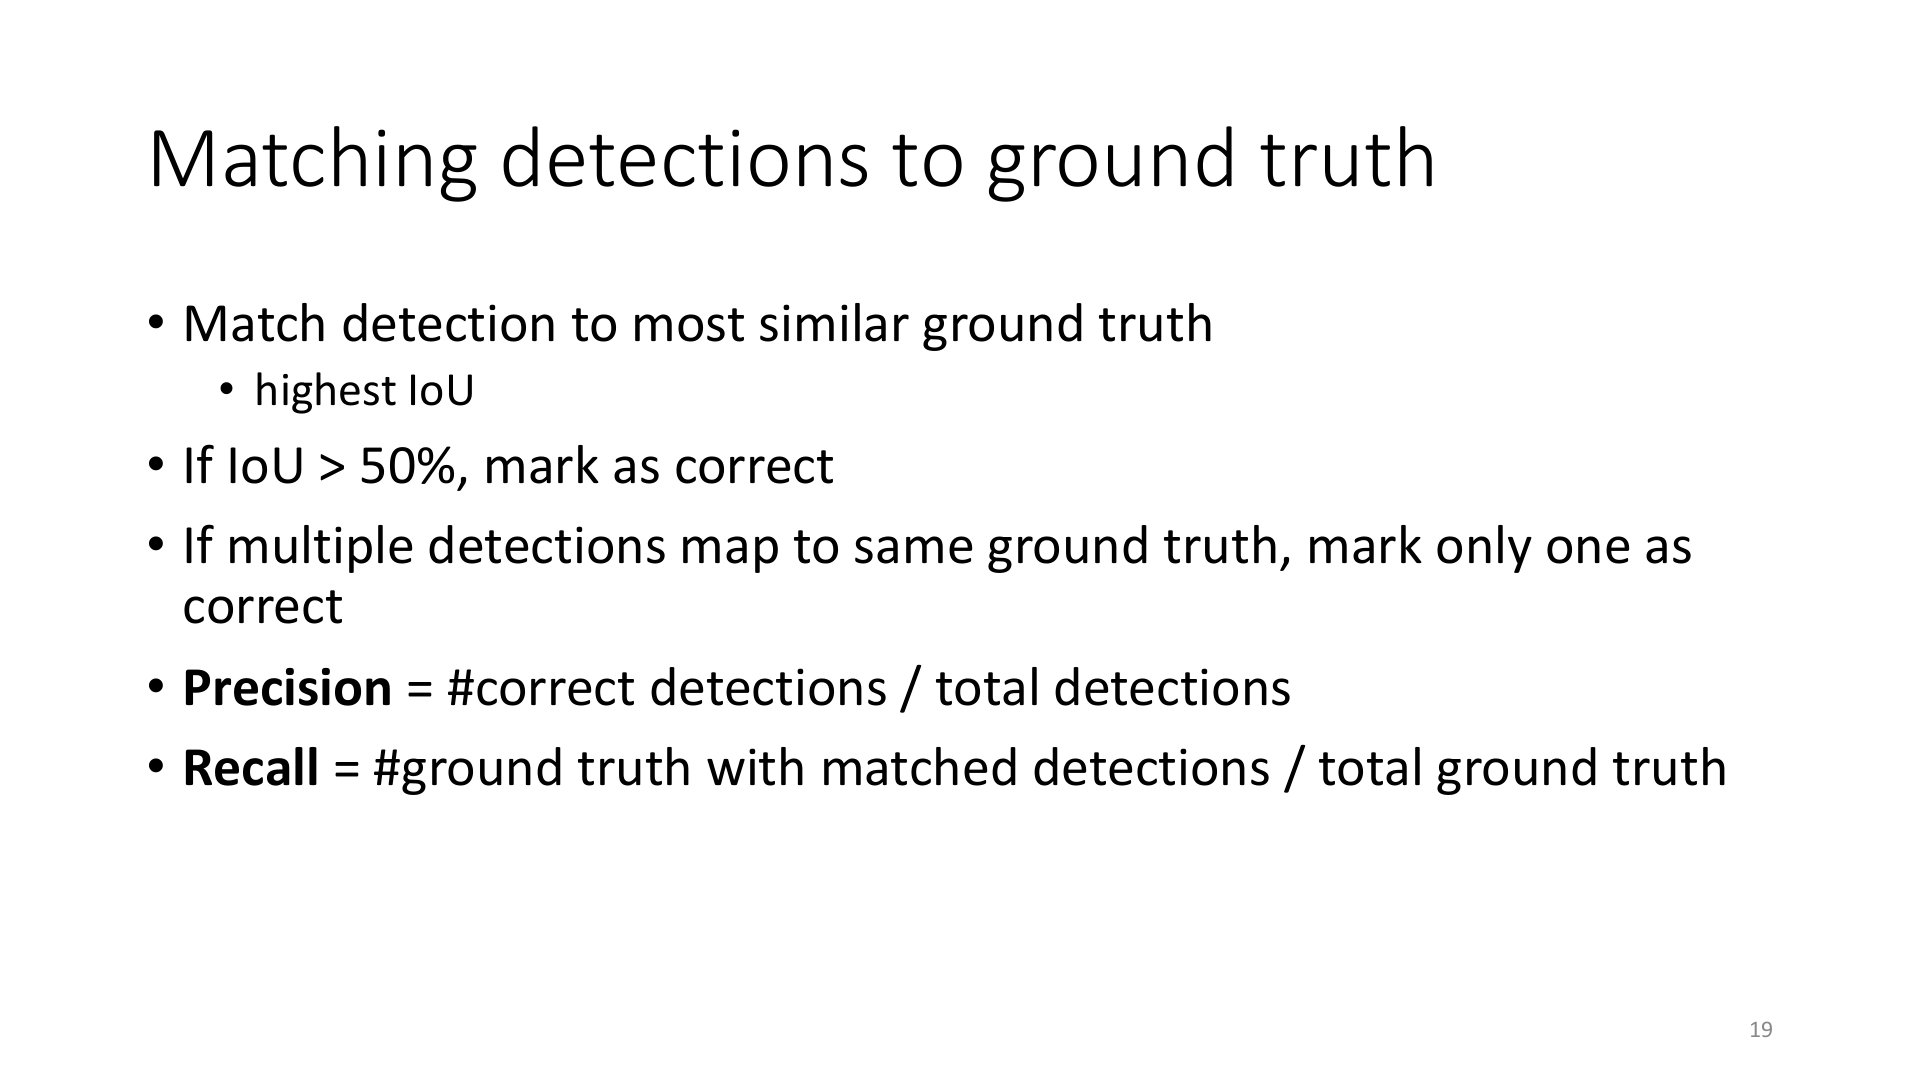 Matching detections to ground truth
• Match detection to most similar ground truth
• highest IoU
• If IoU > 50%, mark as correct
• If multiple detections map to same ground truth, mark only one as
correct
• Precision = #correct detections / total detections
• Recall = #ground truth with matched detections / total ground truth
19